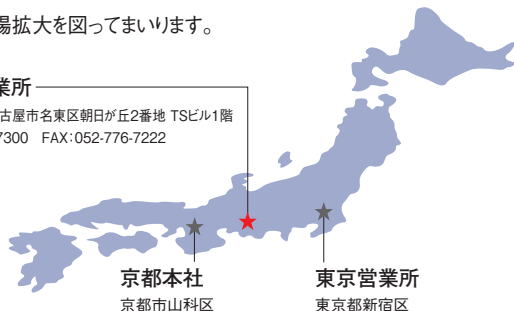 場拡大を図ってまいります。
業所
古屋市名東区朝日が丘2番地 TSビル1階
7300 FAX:052-776-7222
京都本社
京都市山科区
東京営業所
東京都新宿区